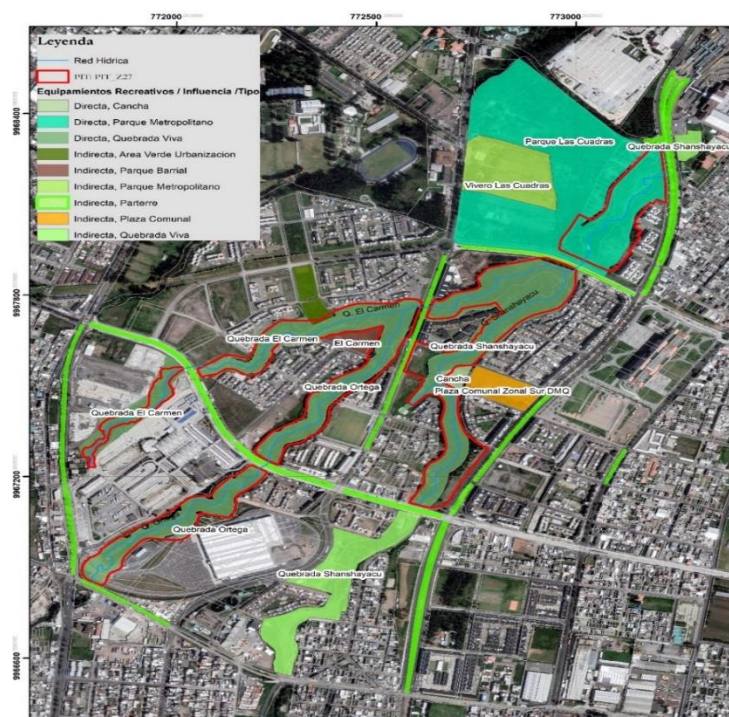 772000
772500
773000
Leyenda
Red Hídrica
PIT: PIT_Z27
Equipamientos Recreativos / Influencia /Tipo
Directa, Cancha
Directa, Parque Metropolitano
Directa, Quebrada Viva
Indirecta, Area Verde Urbanizacion
Indirecta, Parque Barrial
Indirecta, Parque Metropolitano
Indirecta, Parterre
Indirecta, Plaza Comunal
Indirecta, Quebrada Viva
9968400
Parque Las Cuadras
Quebrada Shanshayacu
Vivero Las Cuadras
9967800
Q. El Carmen
Q. Shanshayacu
Quebrada El Carmen
El Carmen
Quebrada Shanshayacu
Cancha
Quebrada Ortega
Plaza Comunal Zonal Sur DMQ
Quebrada El Carmen
9967200
Quebrada Ortega
Quebrada Shanshayacu
9966600